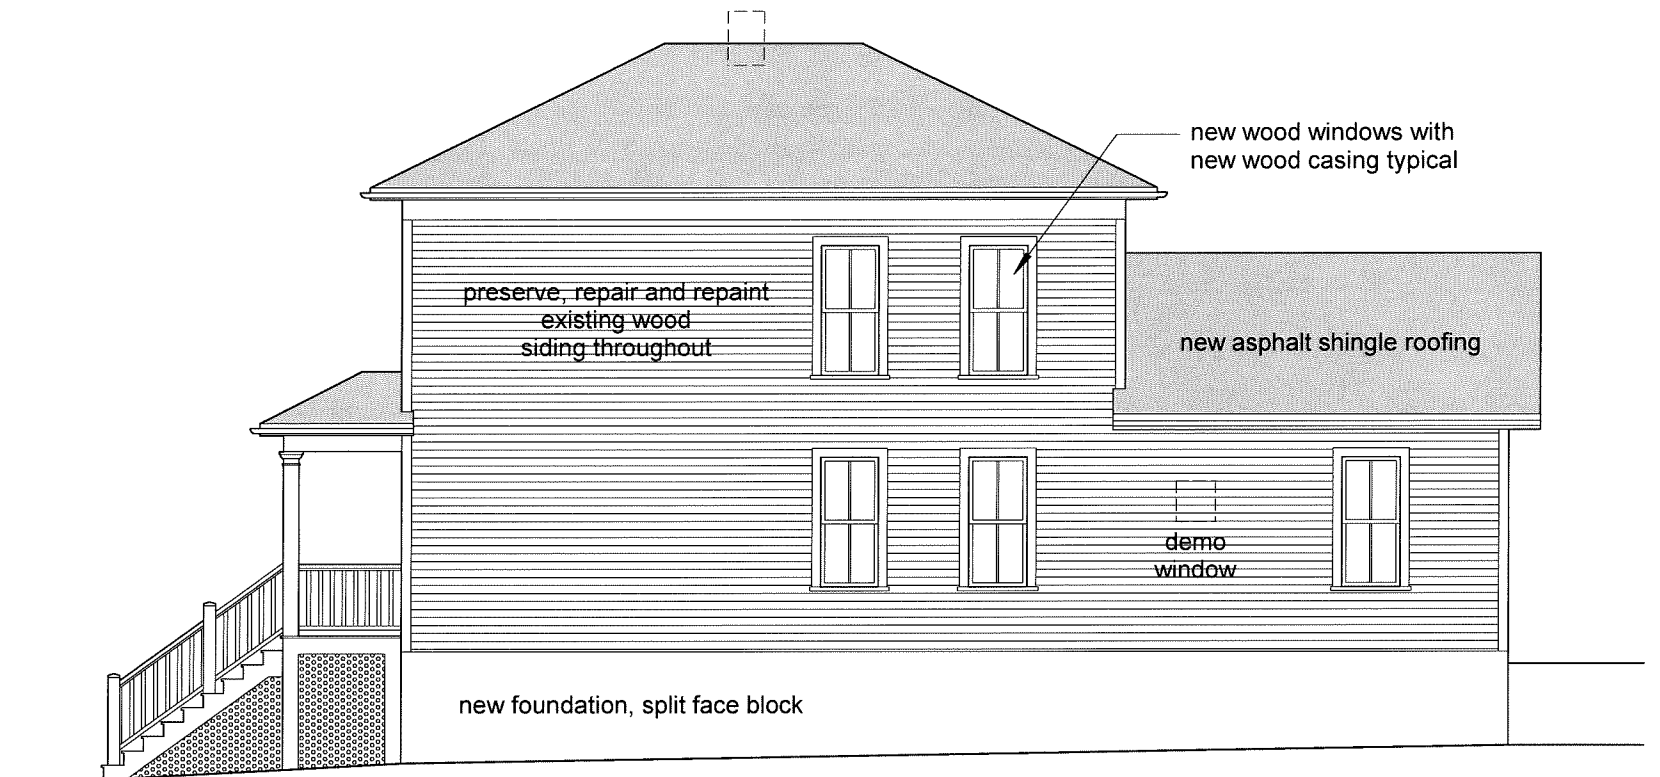 new wood windows with
new wood casing typical
preserve, repair and repaint
existing wood
siding throughout
new asphalt shingle roofing
demo
window
new foundation, split face block